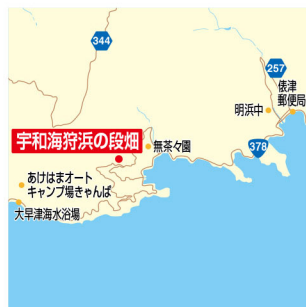 344
257
俵津
郵便局
明浜中
宇和海狩浜の段畑
無茶々園
378
あけはまオート
キャンプ場きゃんぱ
大早津海水浴場